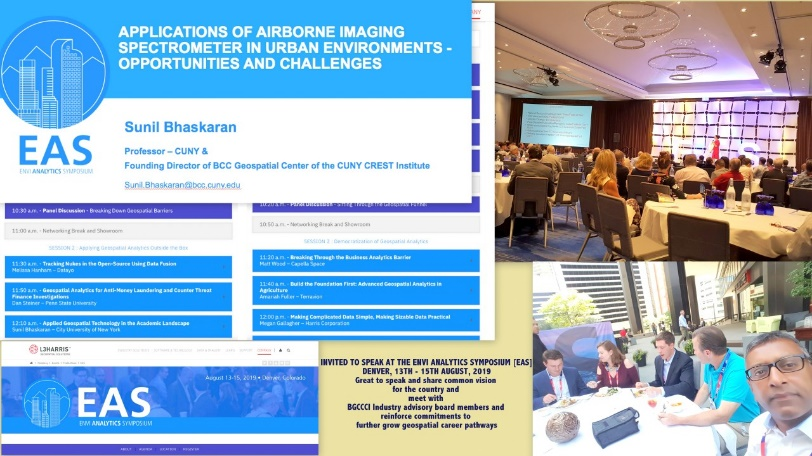 APPLICATIONS OF AIRBORNE IMAGING
SPECTROMETER IN URBAN ENVIRONMENTS -
OPPORTUNITIES AND CHALLENGES
EAS
ENVI ANALYTICS SYMPOSIUM
Sunil Bhaskaran
Professor – CUNY &
Founding Director of BCC Geospatial Center of the CUNY CREST Institute
Sunil.Bhaskaran@bcc.cuny.edu
10:30 a.m. - Panel Discussion - Breaking Down Geospatial Barriers
11:00 a.m. - Networking Break and Showroom
SESSION 2 : Applying Geospatial Analytics Outside the Box
11:30 a.m. - Tracking Nukes in the Open-Source Using Data Fusion
Melissa Hanham - Datayo
11:50 a.m. - Geospatial Analytics for Anti-Money Laundering and Counter Threat
Finance Investigations
Dan Steiner – Penn State University
12:10 a.m. - Applied Geospatial Technology in the Academic Landscape
Sunil Bhaskaran – City University of New York
10:20 a.m. - Panel Discussion - Sifting Through the Geospatial Funnel
10:50 a.m. - Networking Break and Showroom
SESSION 2 : Democratization of Geospatial Analytics
11:20 a.m. - Breaking Through the Business Analytics Barrier
Matt Wood – Capella Space
11:40 a.m. - Build the Foundation First: Advanced Geospatial Analytics in
Agriculture
Amariah Fuller – Terravion
12:00 p.m. - Making Complicated Data Simple, Making Sizable Data Practical
Megan Gallagher – Harris Corporation
L3HARRIS
August 13-15, 2019 • Denver, Colorado
EAS
ENVI ANALYTICS SYMPOSIUM
INVITED TO SPEAK AT THE ENVI ANALYTICS SYMPOSIUM [EAS]
DENVER, 13TH - 15TH AUGUST, 2019
Great to speak and share common vision
for the country and
meet with
BGCCCI Industry advisory board members and
reinforce commitments to
further grow geospatial career pathways